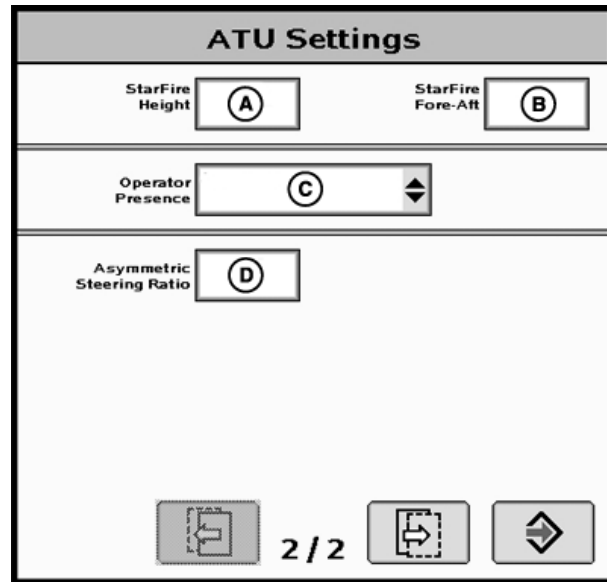 ATU Settings
StarFire
Height
A
StarFire
Fore-Aft
B
Operator
Presence
C
Asymmetric
Steering Ratio
D
2/2